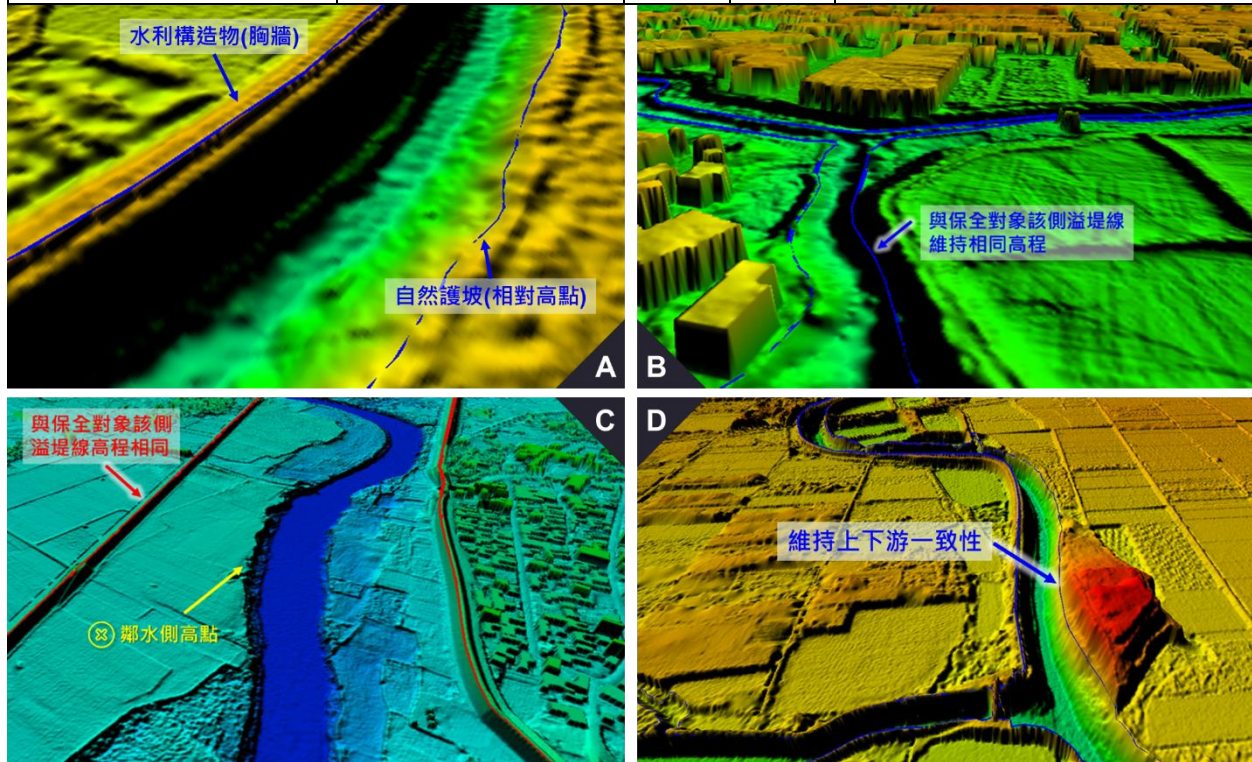 水利構造物(胸牆)
自然護坡(相對高點)
A
B
與保全對象該側溢堤線
維持相同高程
C
與保全對象該側
溢堤線高程相同
鄰水側高點
D
維持上下游一致性